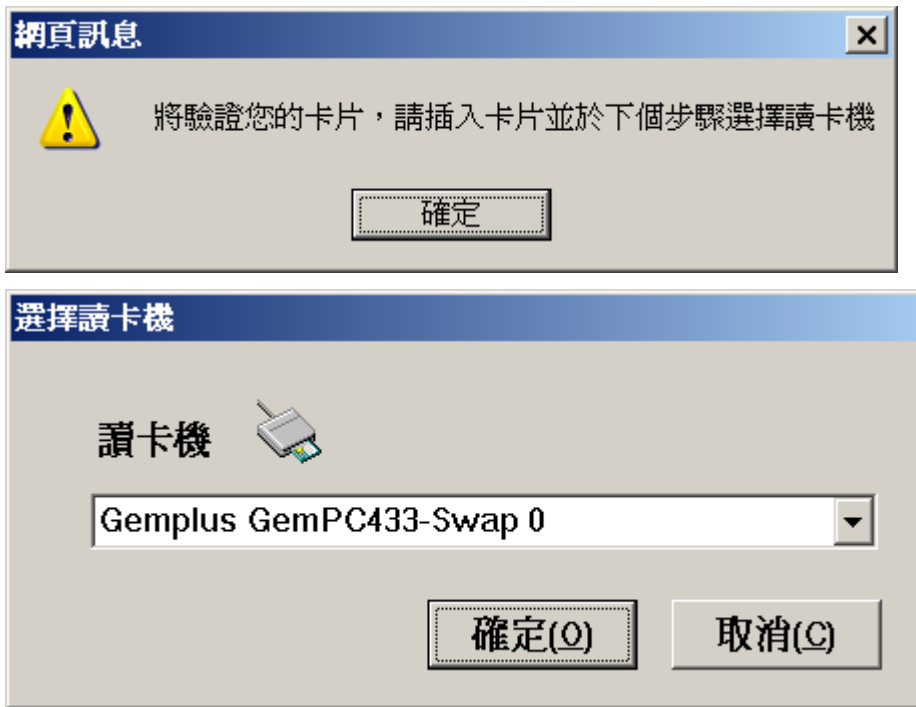 網頁訊息
將驗證您的卡片，請插入卡片並於下個步驟選擇讀卡機
確定
選擇讀卡機
讀卡機
Gemplus GemPC433-Swap 0
確定(O) 取消(C)